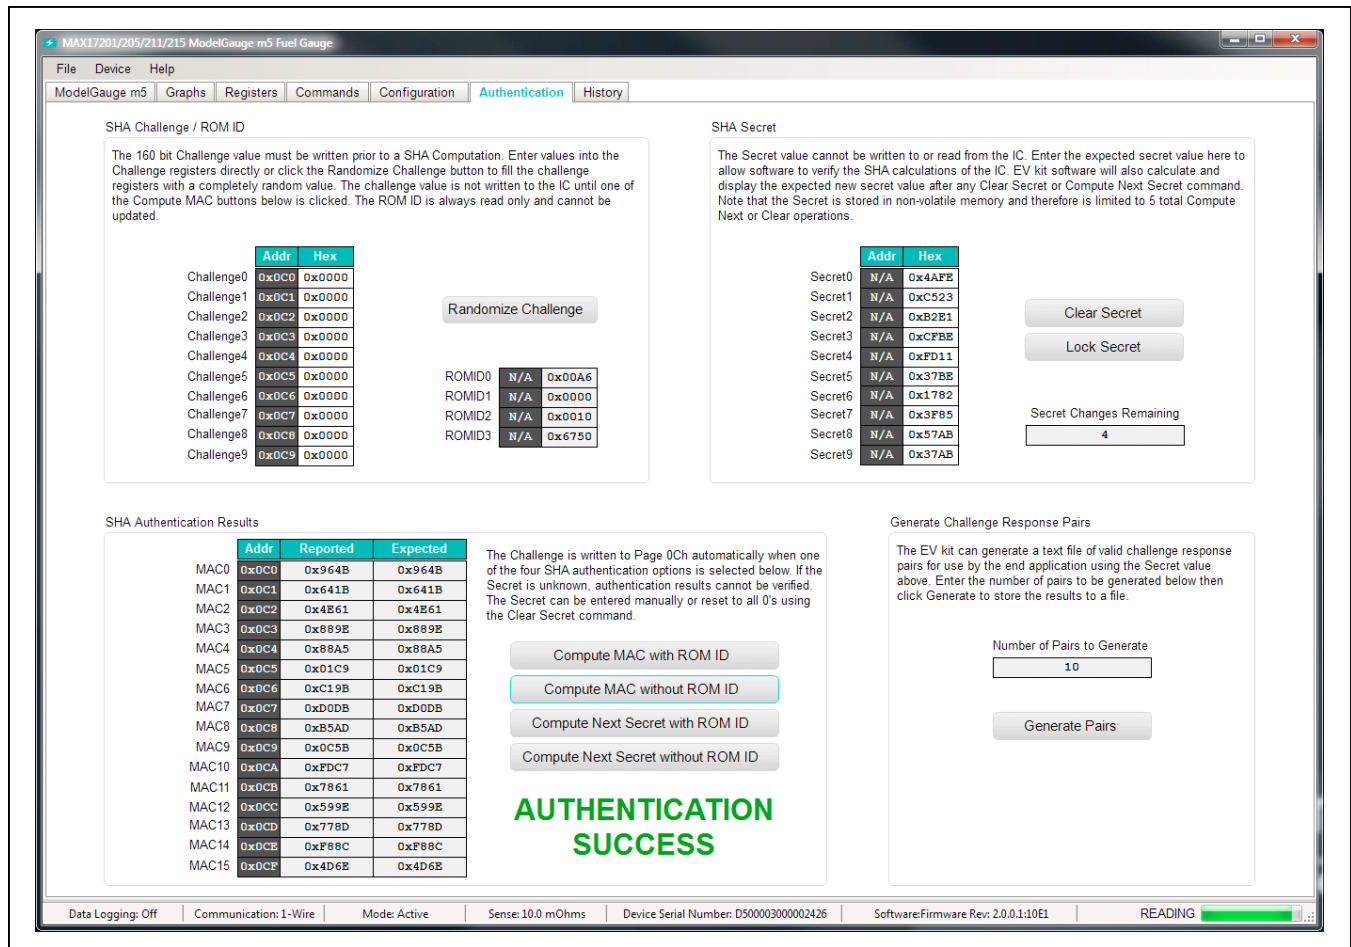 MAX17201/205/211/215 ModelGauge m5 Fuel Gauge
File Device Help
ModelGauge m5 Graphs Registers Commands Configuration Authentication History
SHA Challenge / ROM ID
The 160 bit Challenge value must be written prior to a SHA Computation. Enter values into the
Challenge registers directly or click the Randomize Challenge button to fill the challenge
registers with a completely random value. The challenge value is not written to the IC until one of
the Compute MAC buttons below is clicked. The ROM ID is always read only and cannot be
updated.
Addr Hex
Challenge0 0x0C0 0x0000
Challenge1 0x0C1 0x0000
Challenge2 0x0C2 0x0000
Challenge3 0x0C3 0x0000
Challenge4 0x0C4 0x0000
Challenge5 0x0C5 0x0000
Challenge6 0x0C6 0x0000
Challenge7 0x0C7 0x0000
Challenge8 0x0C8 0x0000
Challenge9 0x0C9 0x0000
Randomize Challenge
ROMID0 N/A 0x00A6
ROMID1 N/A 0x0000
ROMID2 N/A 0x0010
ROMID3 N/A 0x6750
SHA Secret
The Secret value cannot be written to or read from the IC. Enter the expected secret value here to
allow software to verify the SHA calculations of the IC. EV kit software will also calculate and
display the expected new secret value after any Clear Secret or Compute Next Secret command.
Note that the Secret is stored in non-volatile memory and therefore is limited to 5 total Compute
Next or Clear operations.
Addr Hex
Secret0 N/A 0x4AFE
Secret1 N/A 0xC523
Secret2 N/A 0xB2E1
Secret3 N/A 0xCFBE
Secret4 N/A 0xFD11
Secret5 N/A 0x37BE
Secret6 N/A 0x1782
Secret7 N/A 0x3F85
Secret8 N/A 0x57AB
Secret9 N/A 0x37AB
Clear Secret
Lock Secret
Secret Changes Remaining
4
SHA Authentication Results
Addr Reported Expected
MAC0 0x0C0 0x964B 0x964B
MAC1 0x0C1 0x641B 0x641B
MAC2 0x0C2 0x4E61 0x4E61
MAC3 0x0C3 0x889E 0x889E
MAC4 0x0C4 0x88A5 0x88A5
MAC5 0x0C5 0x01C9 0x01C9
MAC6 0x0C6 0xC19B 0xC19B
MAC7 0x0C7 0xD0DB 0xD0DB
MAC8 0x0C8 0xB5AD 0xB5AD
MAC9 0x0C9 0x0C5B 0x0C5B
MAC10 0x0CA 0xFDC7 0xFDC7
MAC11 0x0CB 0x7861 0x7861
MAC12 0x0CC 0x599E 0x599E
MAC13 0x0CD 0x778D 0x778D
MAC14 0x0CE 0xF88C 0xF88C
MAC15 0x0CF 0x4D6E 0x4D6E
The Challenge is written to Page 0Ch automatically when one
of the four SHA authentication options is selected below. If the
Secret is unknown, authentication results cannot be verified.
The Secret can be entered manually or reset to all 0's using
the Clear Secret command.
Compute MAC with ROM ID
Compute MAC without ROM ID
Compute Next Secret with ROM ID
Compute Next Secret without ROM ID
AUTHENTICATION
SUCCESS
Generate Challenge Response Pairs
The EV kit can generate a text file of valid challenge response
pairs for use by the end application using the Secret value
above. Enter the number of pairs to be generated below then
click Generate to store the results to a file.
Number of Pairs to Generate
10
Generate Pairs
Data Logging: Off Communication: 1-Wire Mode: Active Sense: 10.0 mOhms Device Serial Number: D500003000002426 Software:Firmware Rev: 2.0.0.1:10E1 READING